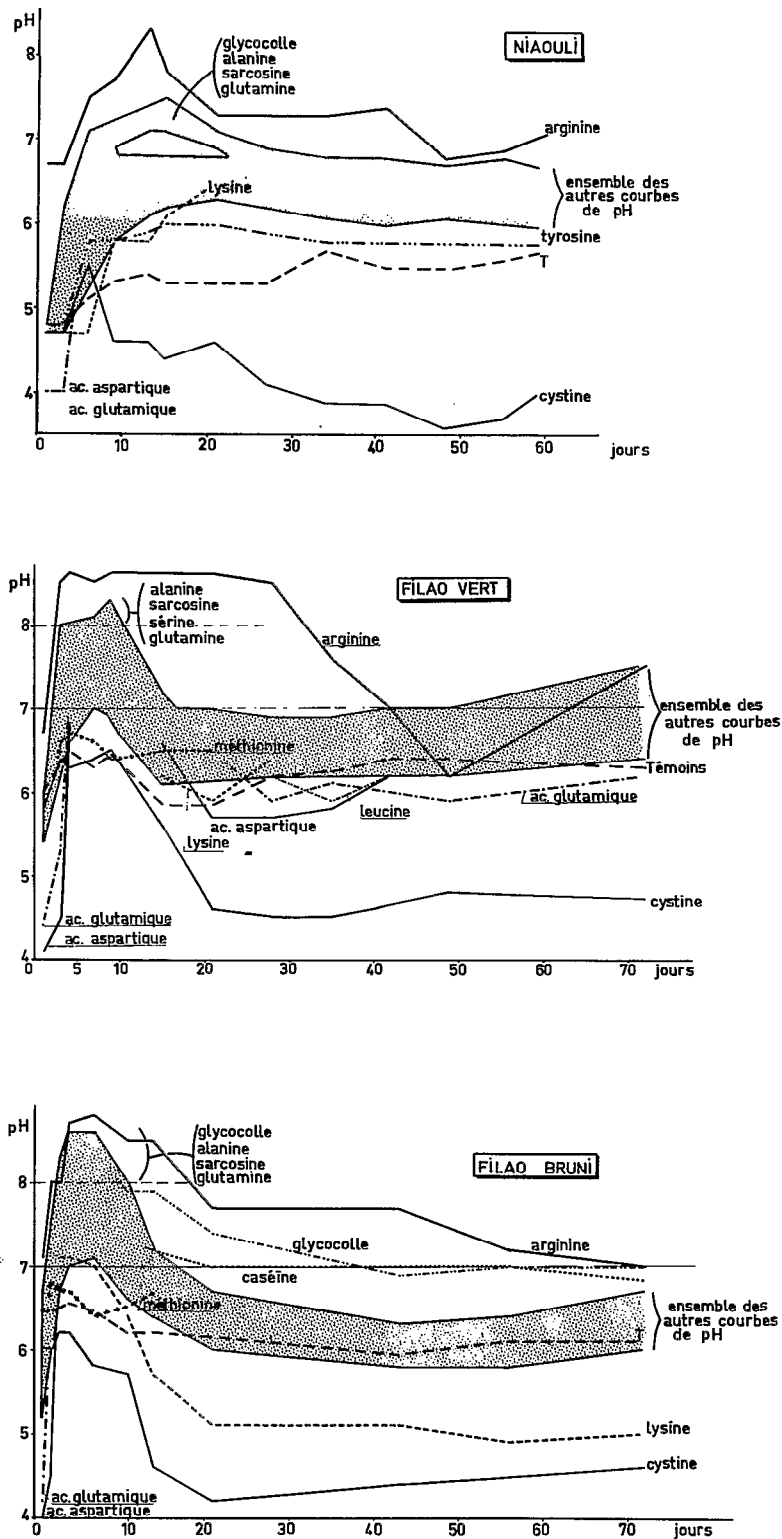 pH
NIAOULI
8
glycocolle
alanine
sarcosine
glutamine
7
arginine
lysine
ensemble des
autres courbes
de pH
6
tyrosine
T
5
4
ac. aspartique
ac. glutamique
cystine
0 10 20 30 40 50 60 jours
pH
FILAO VERT
alanine
sarcosine
sérine
glutamine
8
arginine
7
ensemble des
autres courbes
de pH
méthionine
Témoins
6
ac. glutamique
leucine
ac. aspartique
lysine
5
cystine
ac. glutamique
ac. aspartique
4
0 5 10 20 30 40 50 60 70 jours
pH
glycocolle
alanine
sarcosine
glutamine
FILAO BRUNI
8
glycocolle
arginine
7
caséine
méthionine
ensemble des
autres courbes
de pH
T
6
lysine
5
cystine
ac. glutamique
ac. aspartique
4
0 10 20 30 40 50 60 70 jours